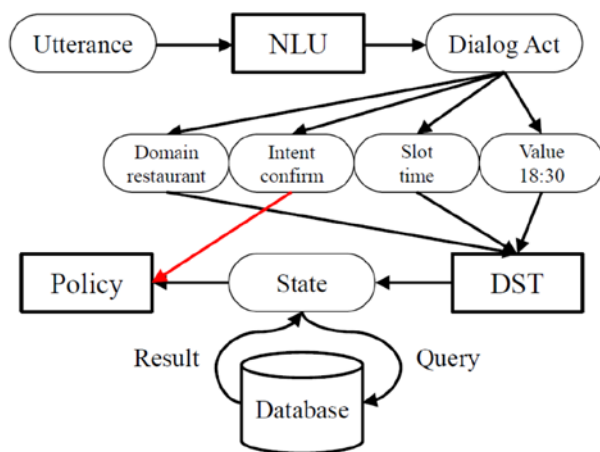 Utterance
NLU
Dialog Act
Domain
restaurant
Intent
confirm
Slot
time
Value
18:30
Policy
State
DST
Result
Query
Database